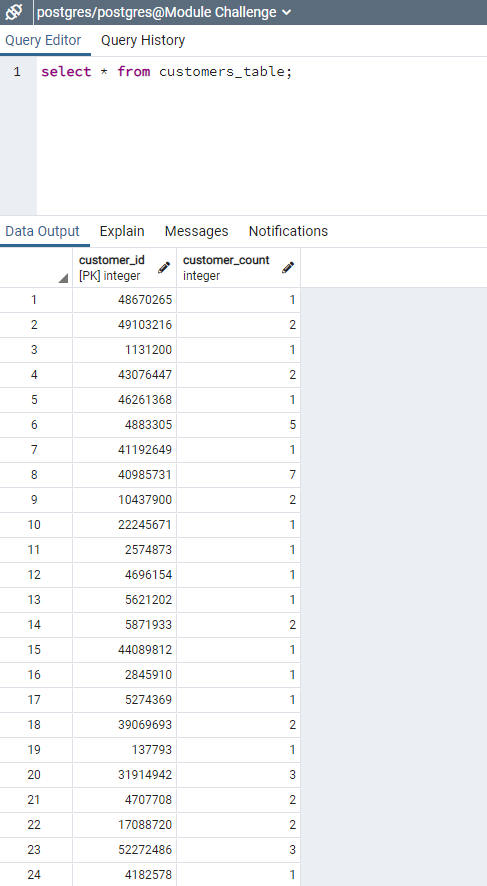 postgres/postgres@Module Challenge
Query Editor Query History
1 select * from customers_table;
Data Output Explain Messages Notifications
customer_id customer_count
[PK] integer integer
1 48670265 1
2 49103216 2
3 1131200 1
4 43076447 2
5 46261368 1
6 4883305 5
7 41192649 1
8 40985731 7
9 10437900 2
10 22245671 1
11 2574873 1
12 4696154 1
13 5621202 1
14 5871933 2
15 44089812 1
16 2845910 1
17 5274369 1
18 39069693 2
19 137793 1
20 31914942 3
21 4707708 2
22 17088720 2
23 52272486 3
24 4182578 1